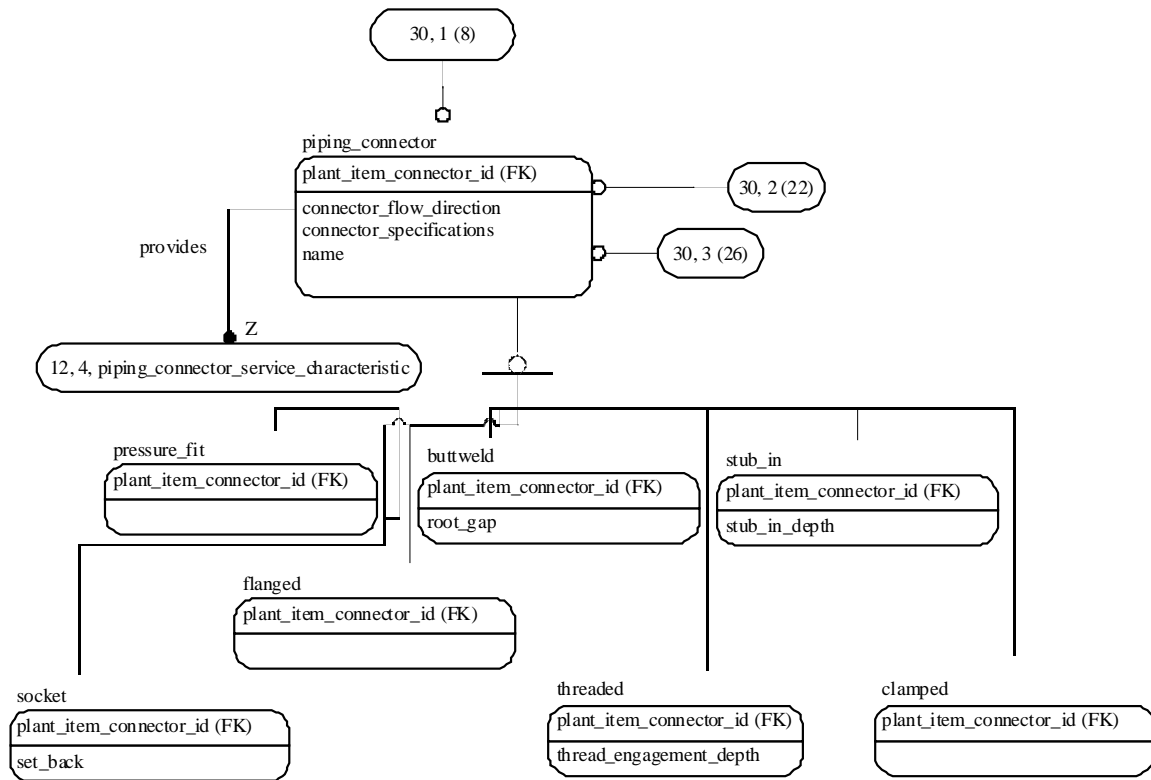 30, 1 (8)
piping_connector
plant_item_connector_id (FK)
connector_flow_direction
connector_specifications
name
30, 2 (22)
30, 3 (26)
provides
Z
12, 4, piping_connector_service_characteristic
pressure_fit
plant_item_connector_id (FK)
buttweld
plant_item_connector_id (FK)
root_gap
stub_in
plant_item_connector_id (FK)
stub_in_depth
flanged
plant_item_connector_id (FK)
socket
plant_item_connector_id (FK)
set_back
threaded
plant_item_connector_id (FK)
thread_engagement_depth
clamped
plant_item_connector_id (FK)